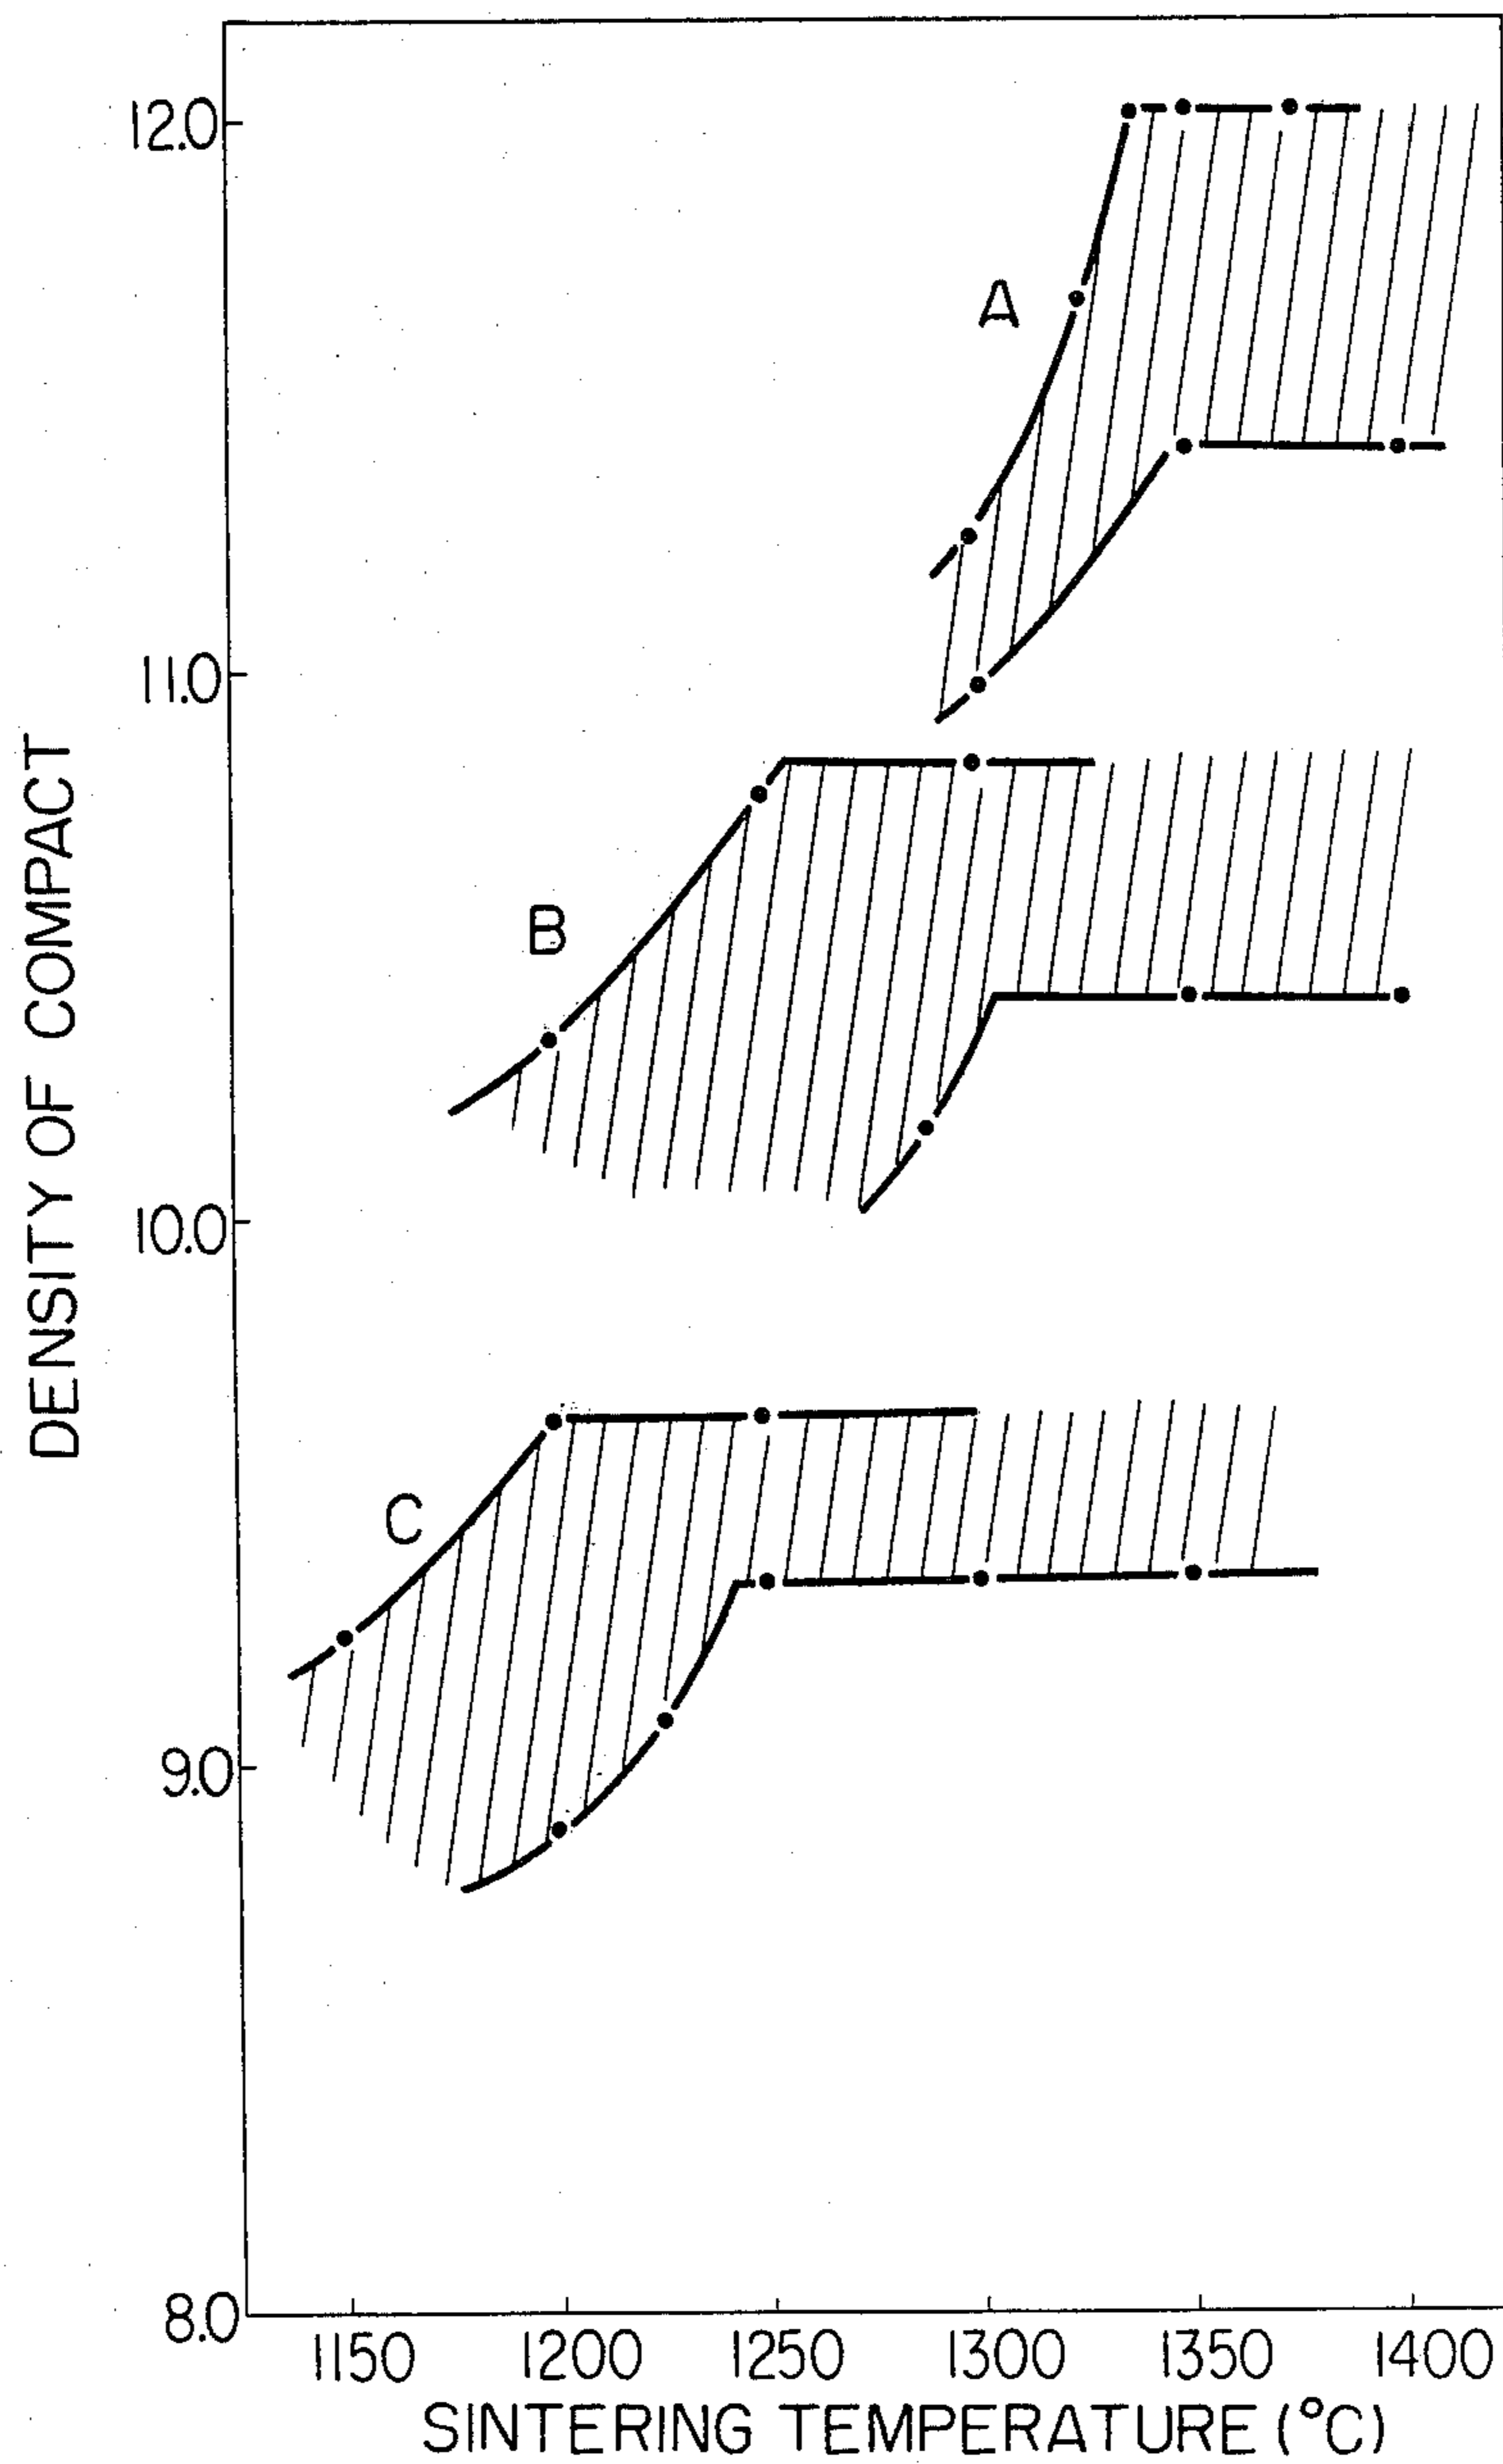 12.0
A
11.0
DENSITY OF COMPACT
B
10.0
C
9.0
8.0
1150 1200 1250 1300 1350 1400
SINTERING TEMPERATURE (°C)